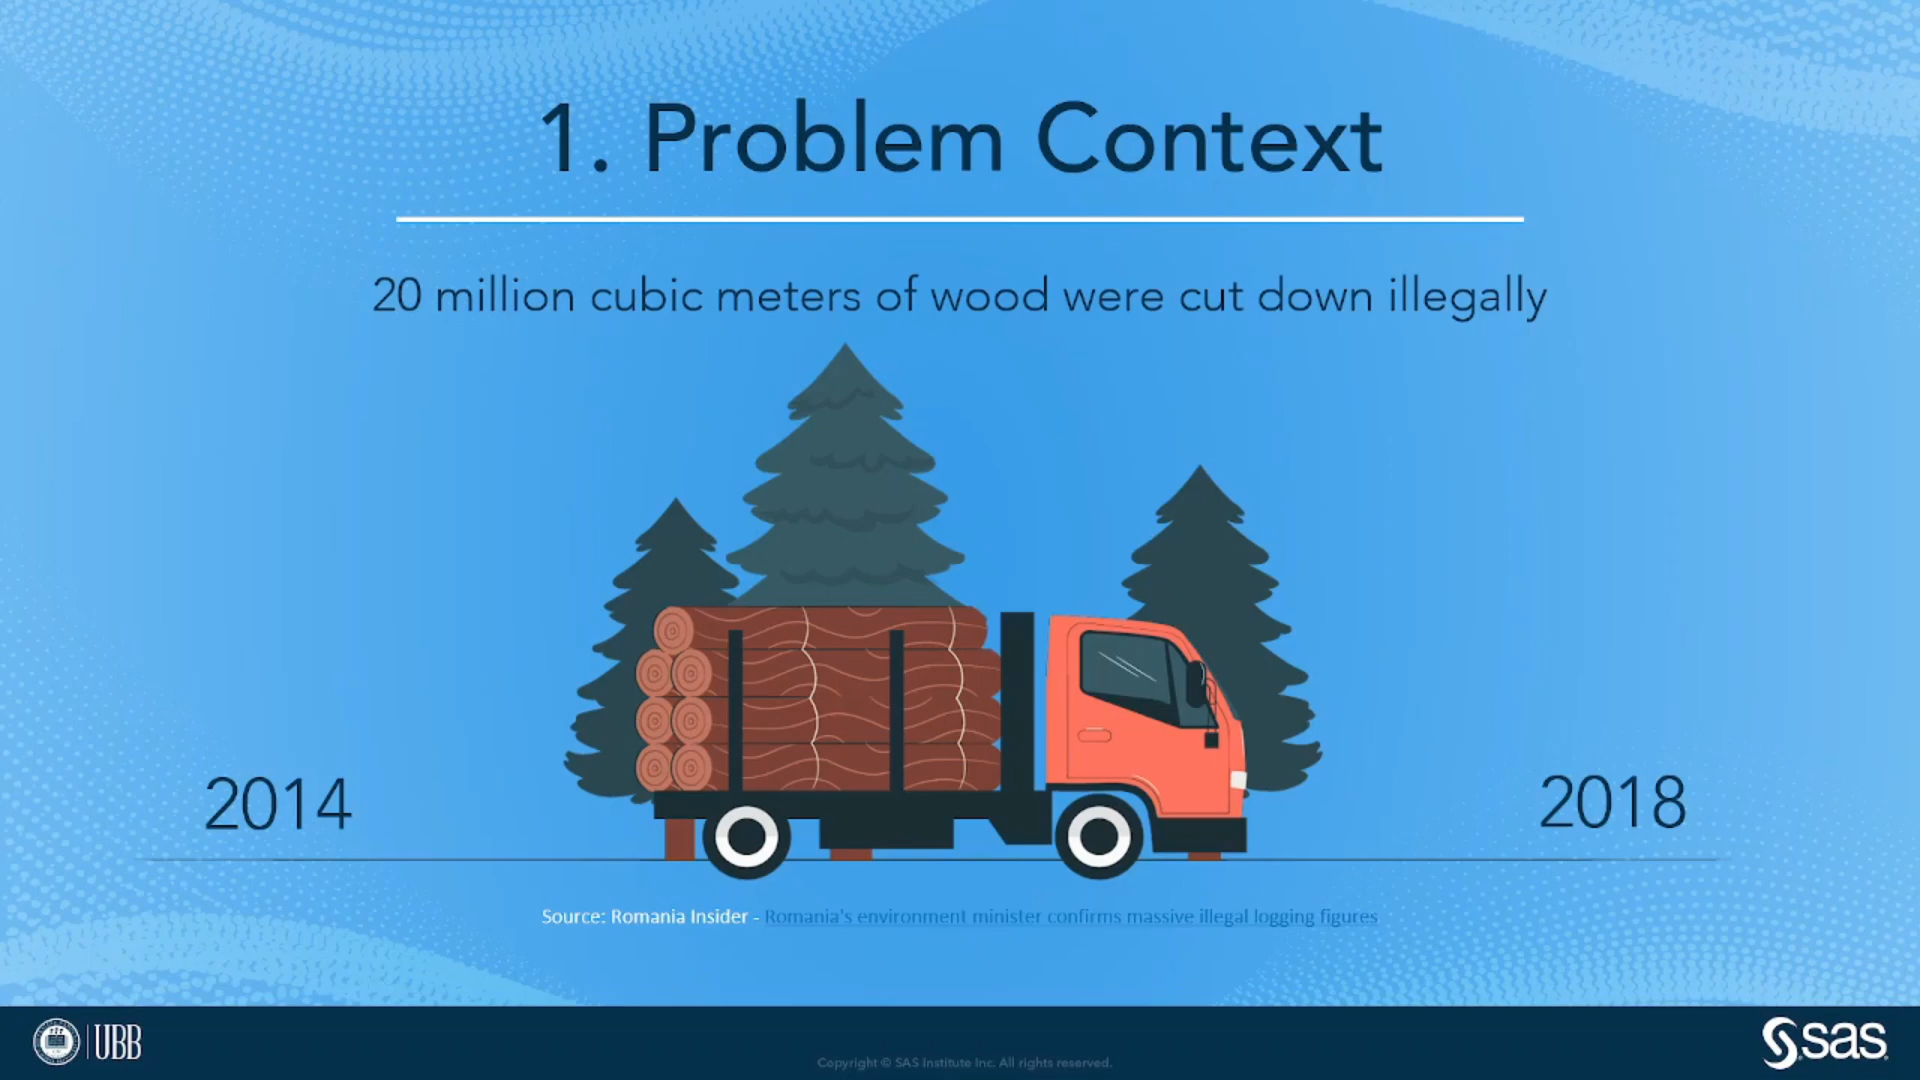 1. Problem Context
20 million cubic meters of wood were cut down illegally
2014
2018
Source: Romania Insider - Romania's environment minister confirms massive illegal logging figures
UBB
Copyright © SAS Institute Inc. All rights reserved.
sas